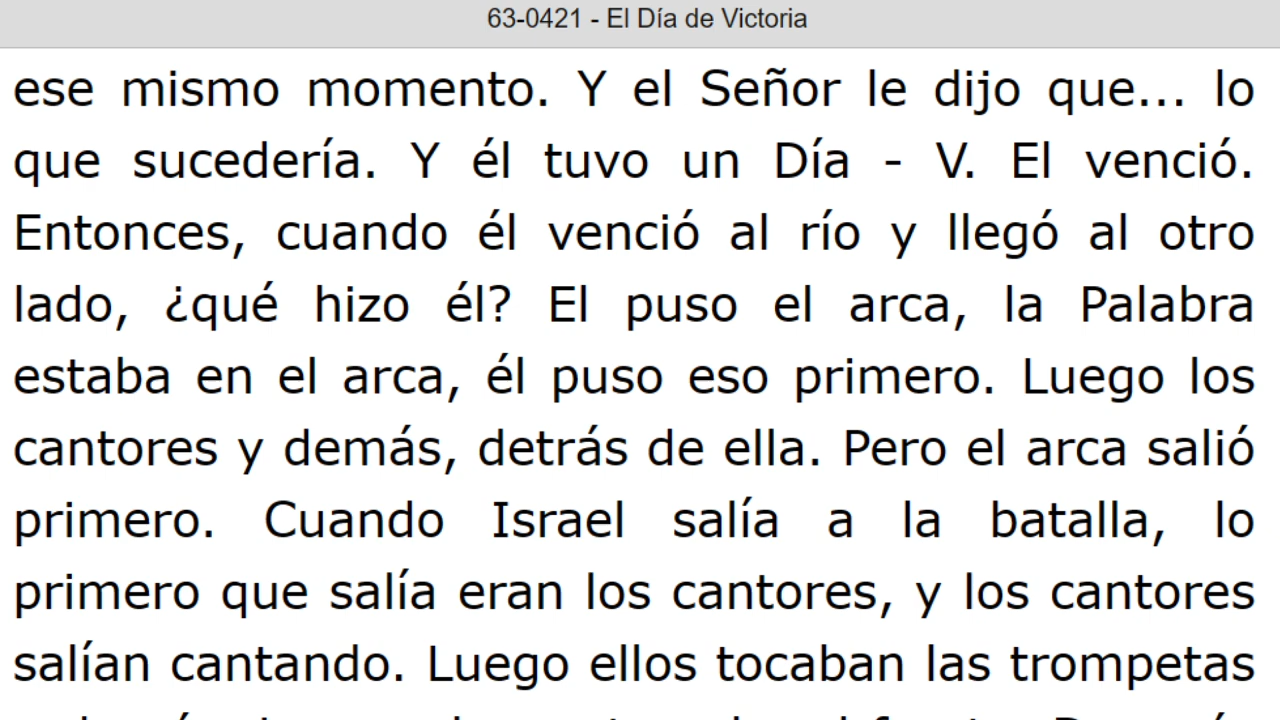 63-0421 - El Día de Victoria
ese mismo momento. Y el Señor le dijo que... lo
que sucedería. Y él tuvo un Día - V. El venció.
Entonces, cuando él venció al río y llegó al otro
lado, ¿qué hizo él? El puso el arca, la Palabra
estaba en el arca, él puso eso primero. Luego los
cantores y demás, detrás de ella. Pero el arca salió
primero. Cuando Israel salía a la batalla, lo
primero que salía eran los cantores, y los cantores
salían cantando. Luego ellos tocaban las trompetas